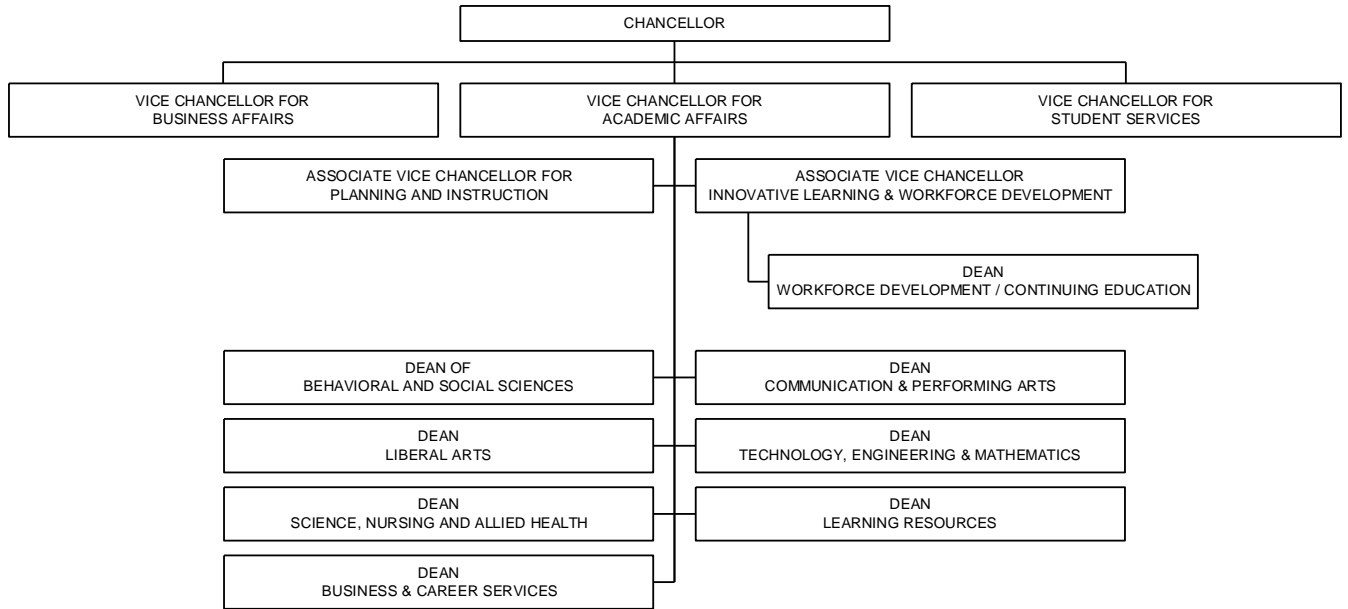 CHANCELLOR
VICE CHANCELLOR FOR
BUSINESS AFFAIRS
VICE CHANCELLOR FOR
ACADEMIC AFFAIRS
VICE CHANCELLOR FOR
STUDENT SERVICES
ASSOCIATE VICE CHANCELLOR FOR
PLANNING AND INSTRUCTION
ASSOCIATE VICE CHANCELLOR
INNOVATIVE LEARNING & WORKFORCE DEVELOPMENT
DEAN
WORKFORCE DEVELOPMENT / CONTINUING EDUCATION
DEAN OF
BEHAVIORAL AND SOCIAL SCIENCES
DEAN
COMMUNICATION & PERFORMING ARTS
DEAN
LIBERAL ARTS
DEAN
TECHNOLOGY, ENGINEERING & MATHEMATICS
DEAN
SCIENCE, NURSING AND ALLIED HEALTH
DEAN
LEARNING RESOURCES
DEAN
BUSINESS & CAREER SERVICES